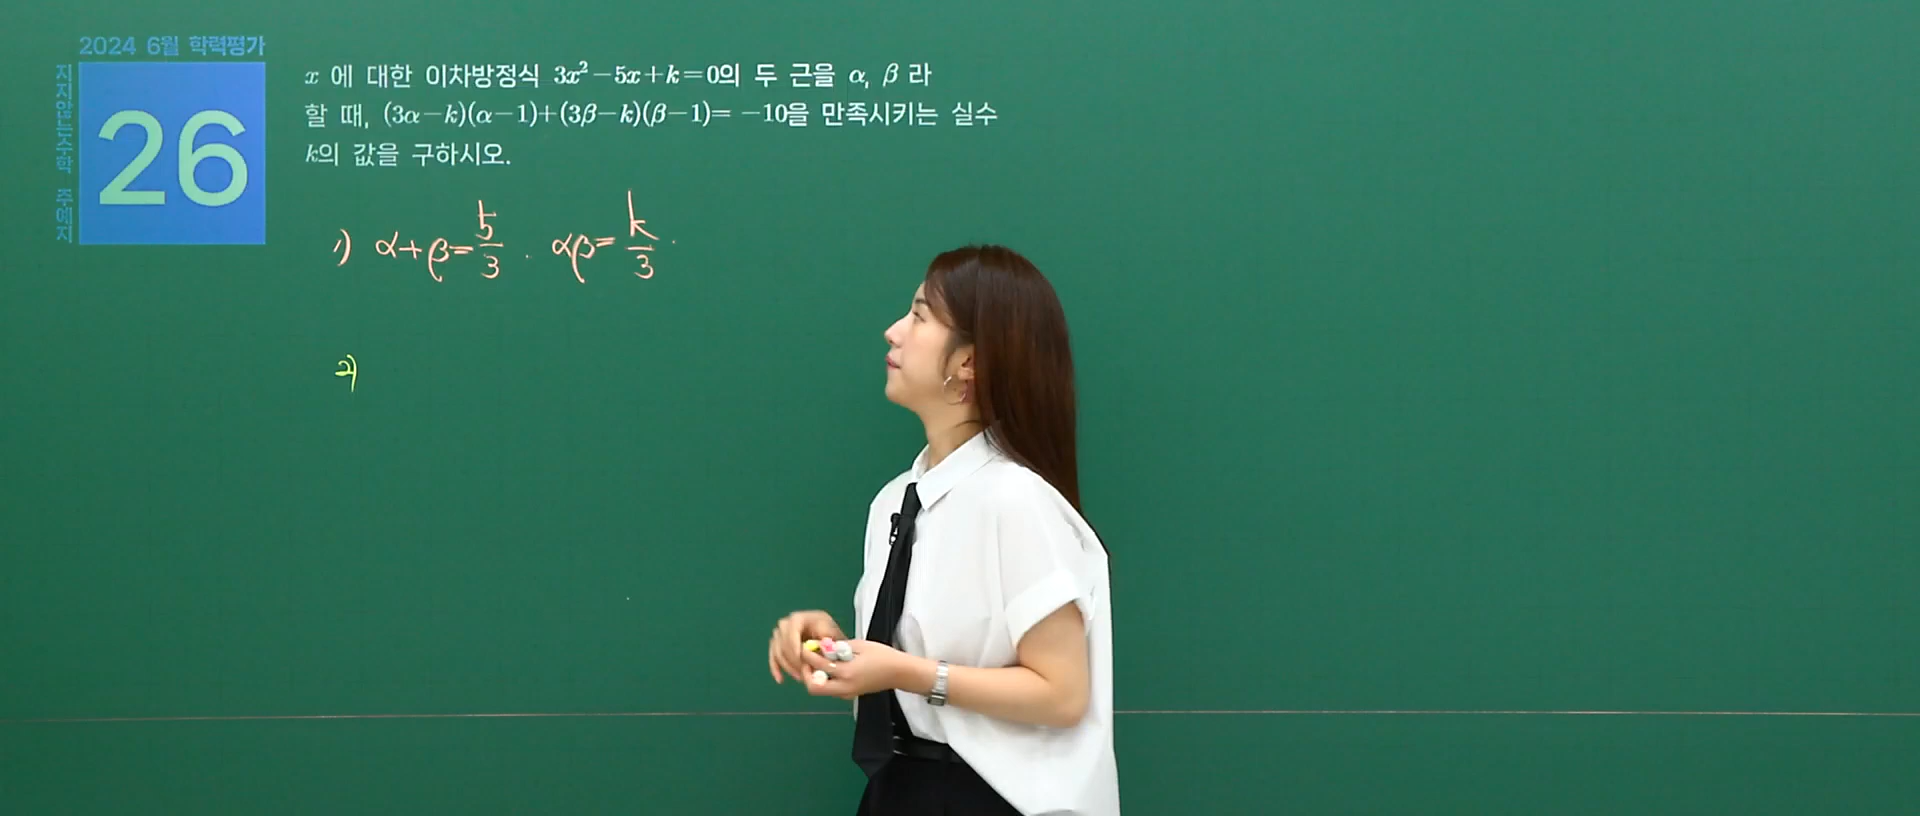 2024 6월 학력평가
지지않는수학 주예지
26
x 에 대한 이차방정식 3x²−5x+k=0의 두 근을 α, β 라
할 때, (3α−k)(α−1)+(3β−k)(β−1)= −10을 만족시키는 실수
k의 값을 구하시오.
1) α+β=5/3 . αβ=k/3 .
2)